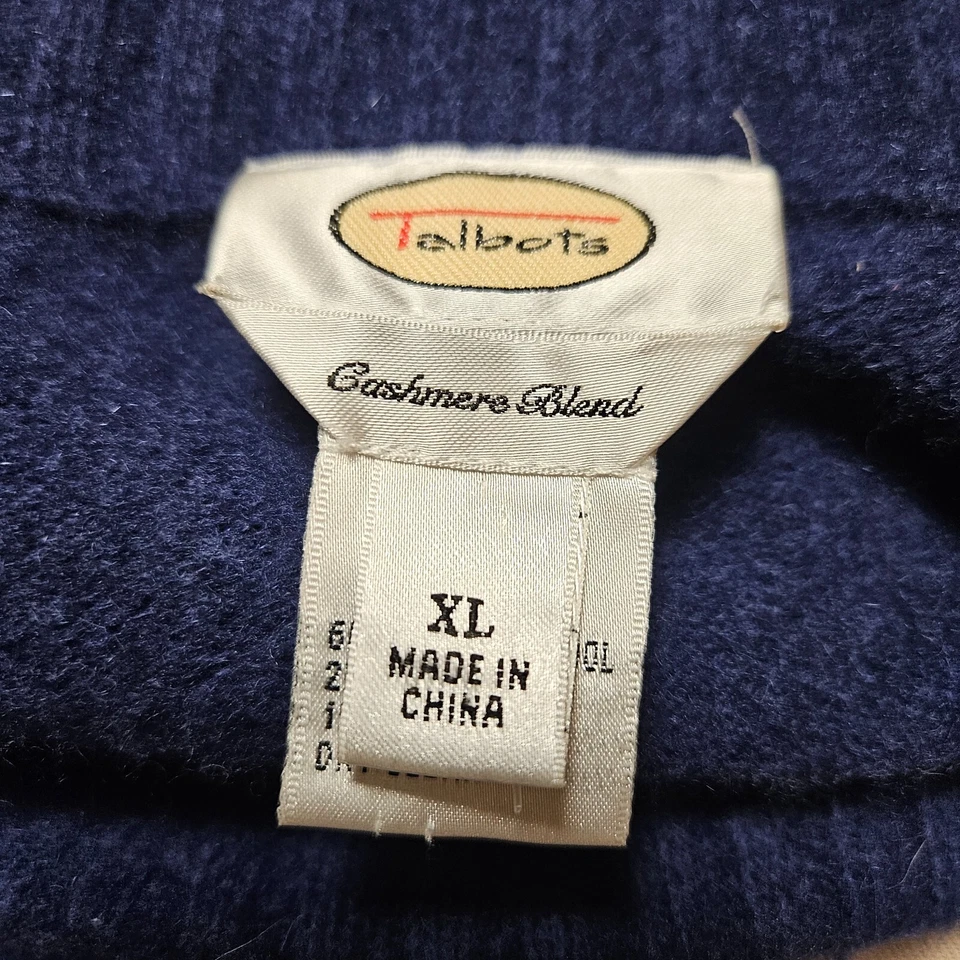 Talbots
Cashmere Blend
XL
MADE IN
CHINA